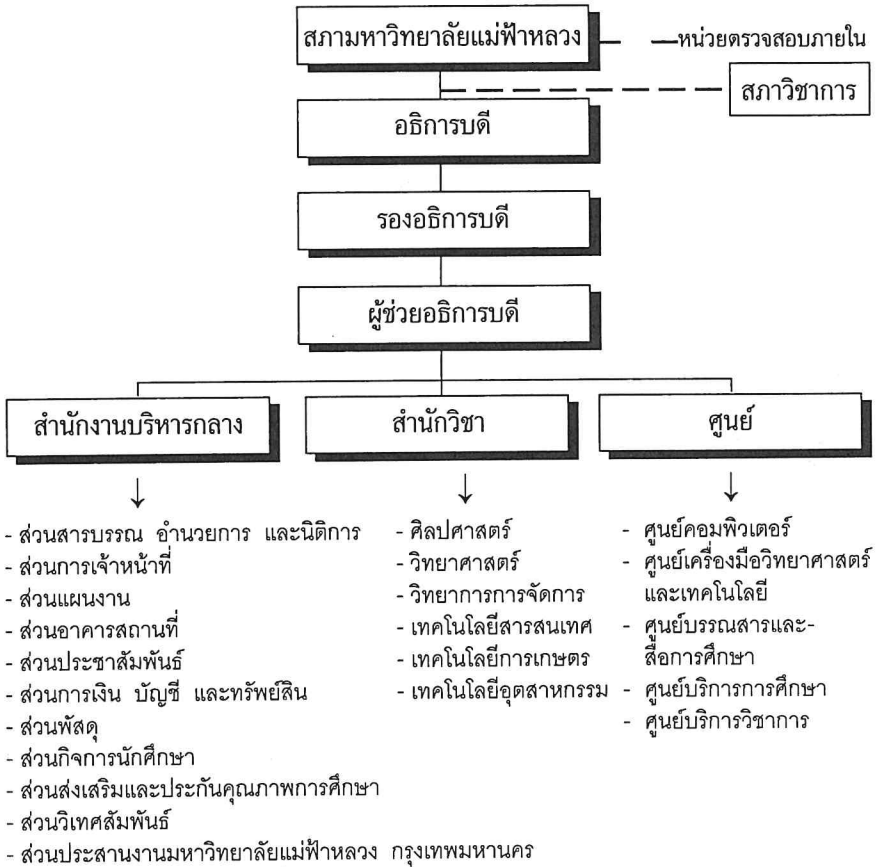 สภามหาวิทยาลัยแม่ฟ้าหลวง
หน่วยตรวจสอบภายใน
สภาวิชาการ
อธิการบดี
รองอธิการบดี
ผู้ช่วยอธิการบดี
สำนักงานบริหารกลาง
- ส่วนสารบรรณ อำนวยการ และนิติการ
- ส่วนการเจ้าหน้าที่
- ส่วนแผนงาน
- ส่วนอาคารสถานที่
- ส่วนประชาสัมพันธ์
- ส่วนการเงิน บัญชี และทรัพย์สิน
- ส่วนพัสดุ
- ส่วนกิจการนักศึกษา
- ส่วนส่งเสริมและประกันคุณภาพการศึกษา
- ส่วนวิเทศสัมพันธ์
- ส่วนประสานงานมหาวิทยาลัยแม่ฟ้าหลวง กรุงเทพมหานคร
สำนักวิชา
- ศิลปศาสตร์
- วิทยาศาสตร์
- วิทยาการการจัดการ
- เทคโนโลยีสารสนเทศ
- เทคโนโลยีการเกษตร
- เทคโนโลยีอุตสาหกรรม
ศูนย์
- ศูนย์คอมพิวเตอร์
- ศูนย์เครื่องมือวิทยาศาสตร์
และเทคโนโลยี
- ศูนย์บรรณสารและ-
สื่อการศึกษา
- ศูนย์บริการการศึกษา
- ศูนย์บริการวิชาการ